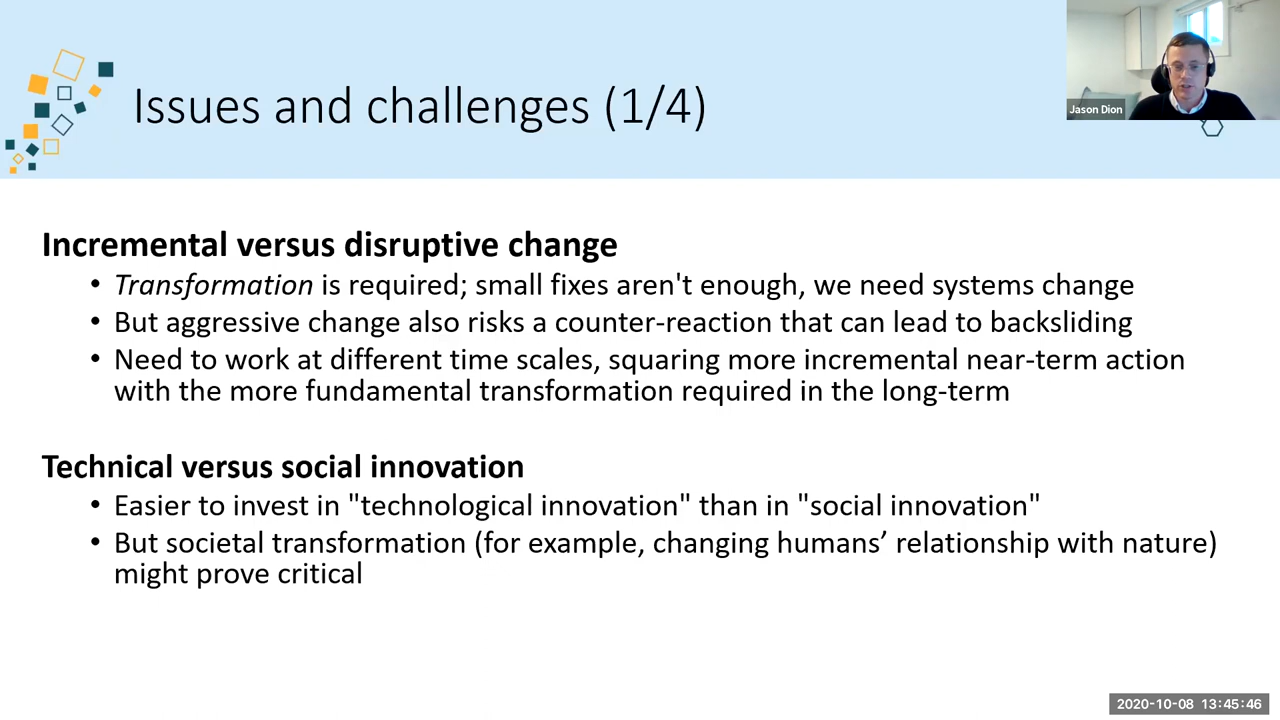 Issues and challenges (1/4)
Jason Dion
Incremental versus disruptive change
• Transformation is required; small fixes aren't enough, we need systems change
• But aggressive change also risks a counter-reaction that can lead to backsliding
• Need to work at different time scales, squaring more incremental near-term action
with the more fundamental transformation required in the long-term
Technical versus social innovation
• Easier to invest in "technological innovation" than in "social innovation"
• But societal transformation (for example, changing humans’ relationship with nature)
might prove critical
2020-10-08 13:45:46